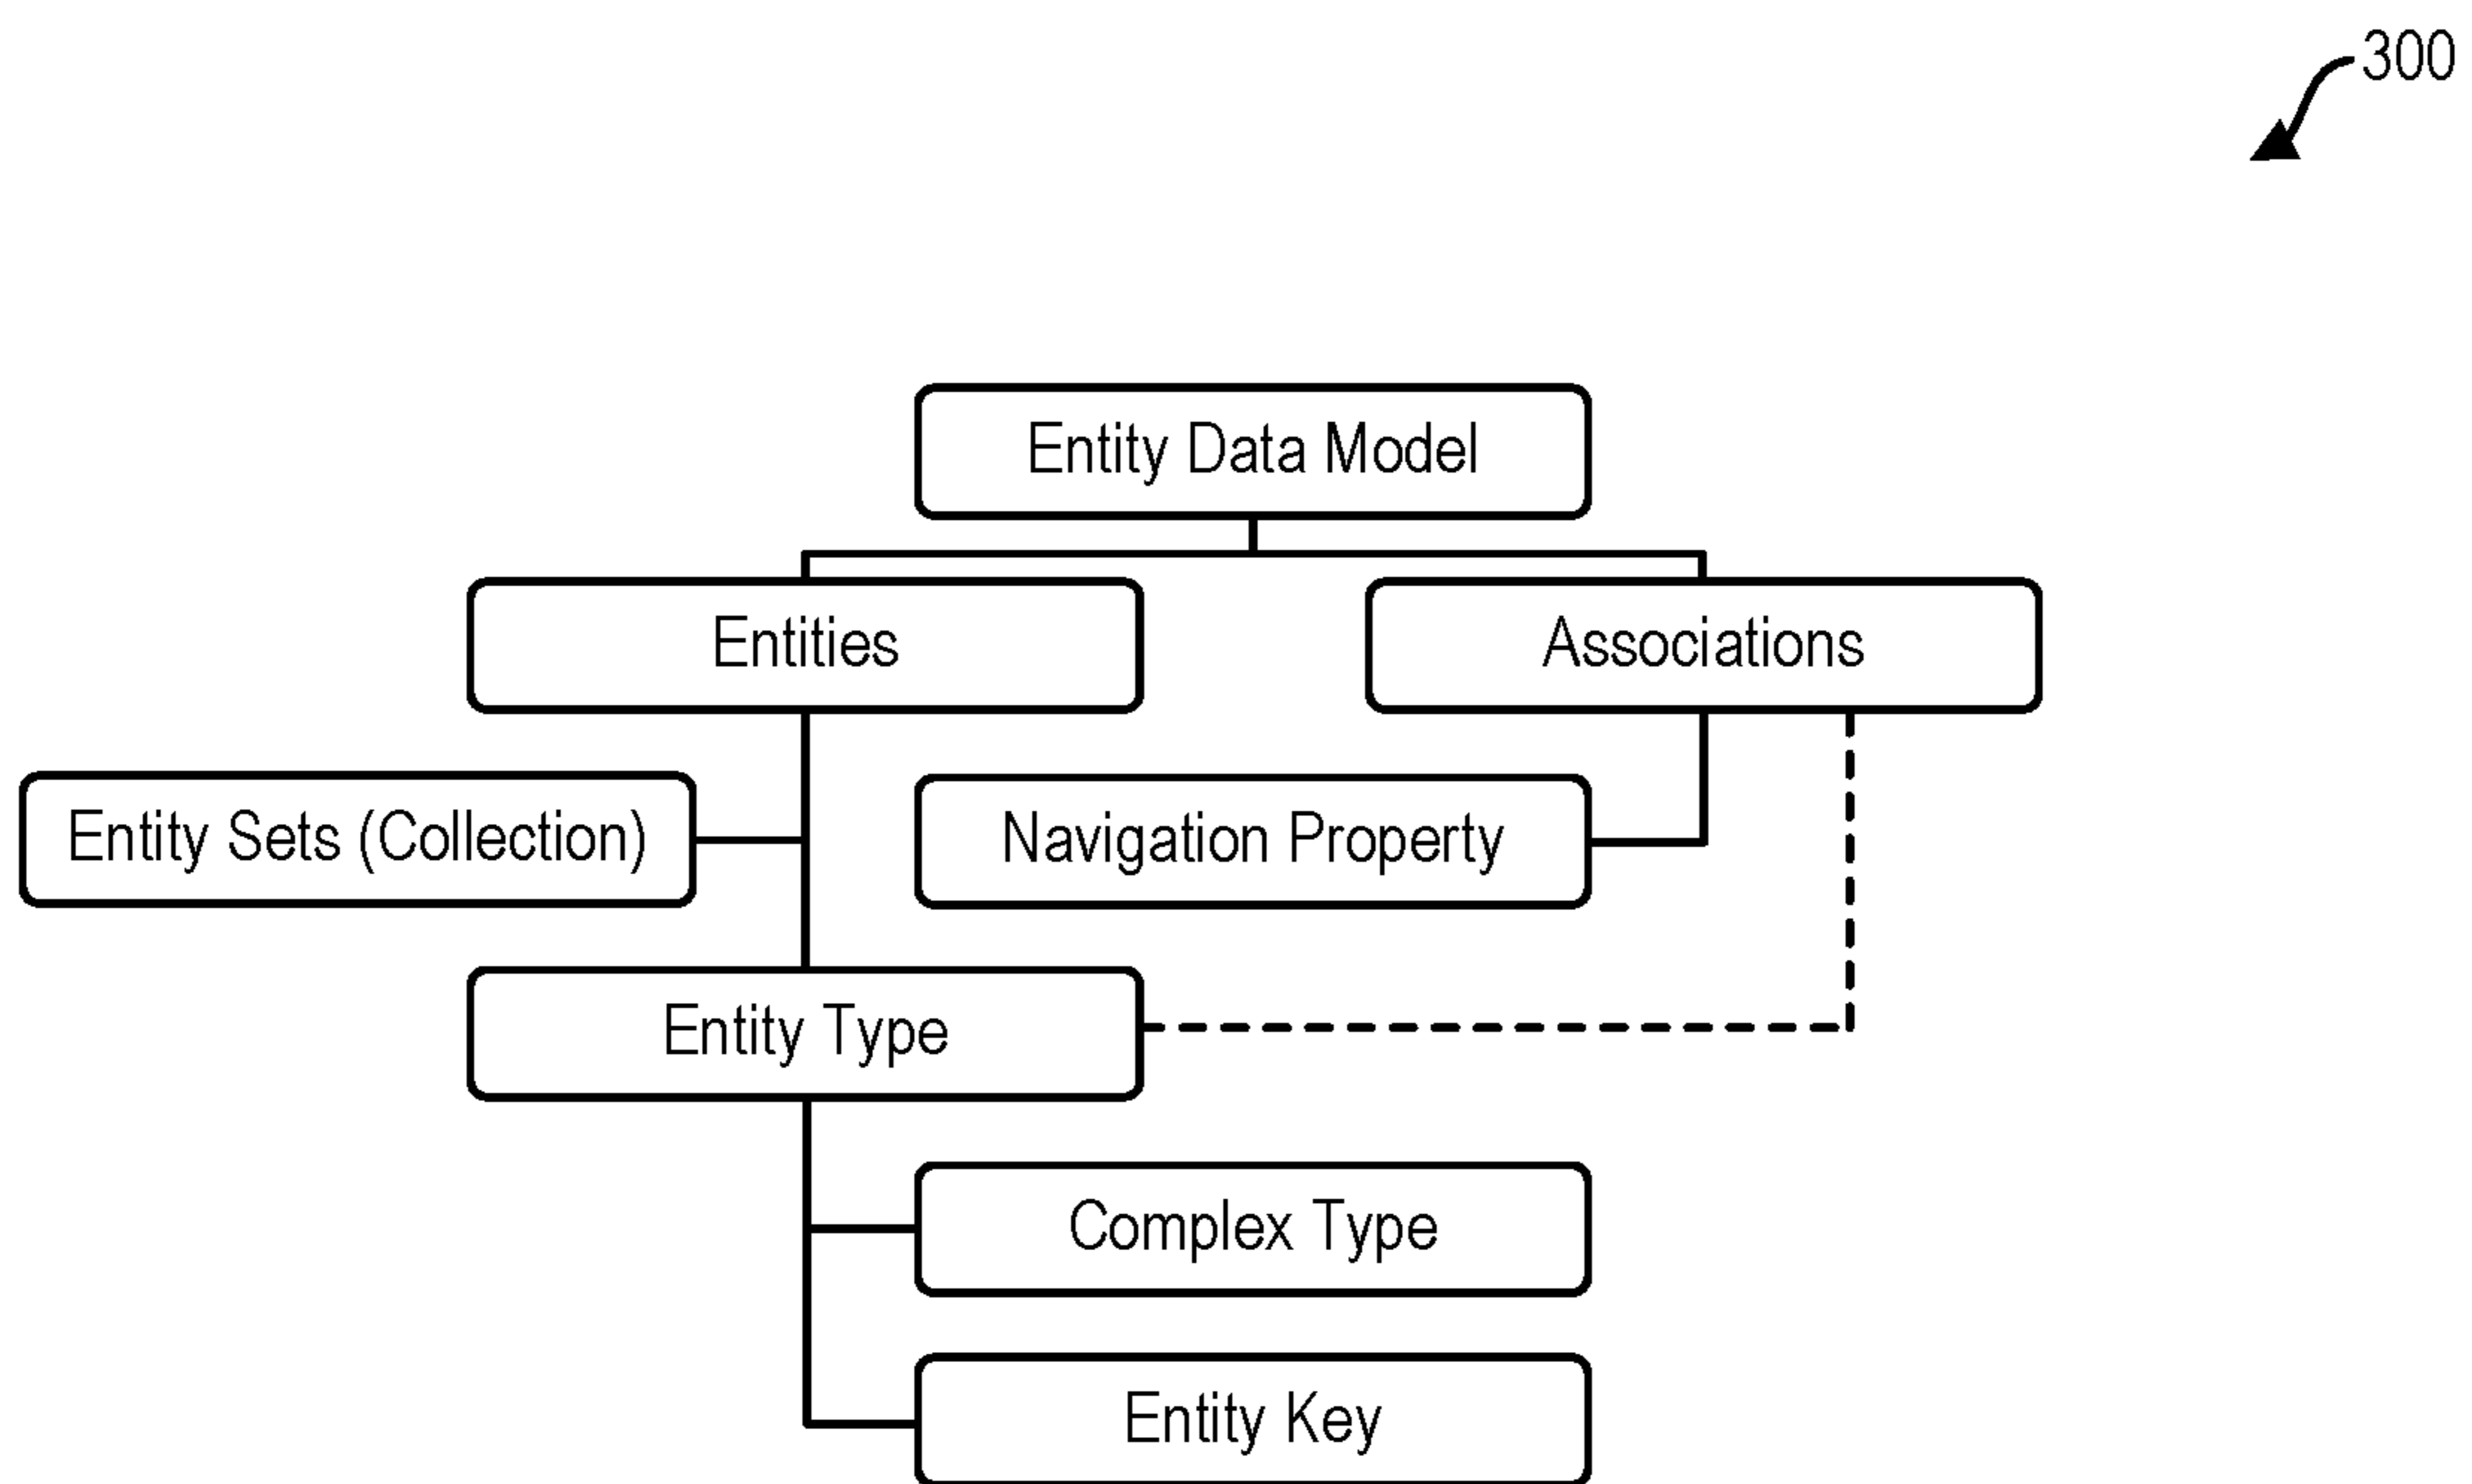 300
Entity Data Model
Entities
Associations
Entity Sets (Collection)
Navigation Property
Entity Type
Complex Type
Entity Key